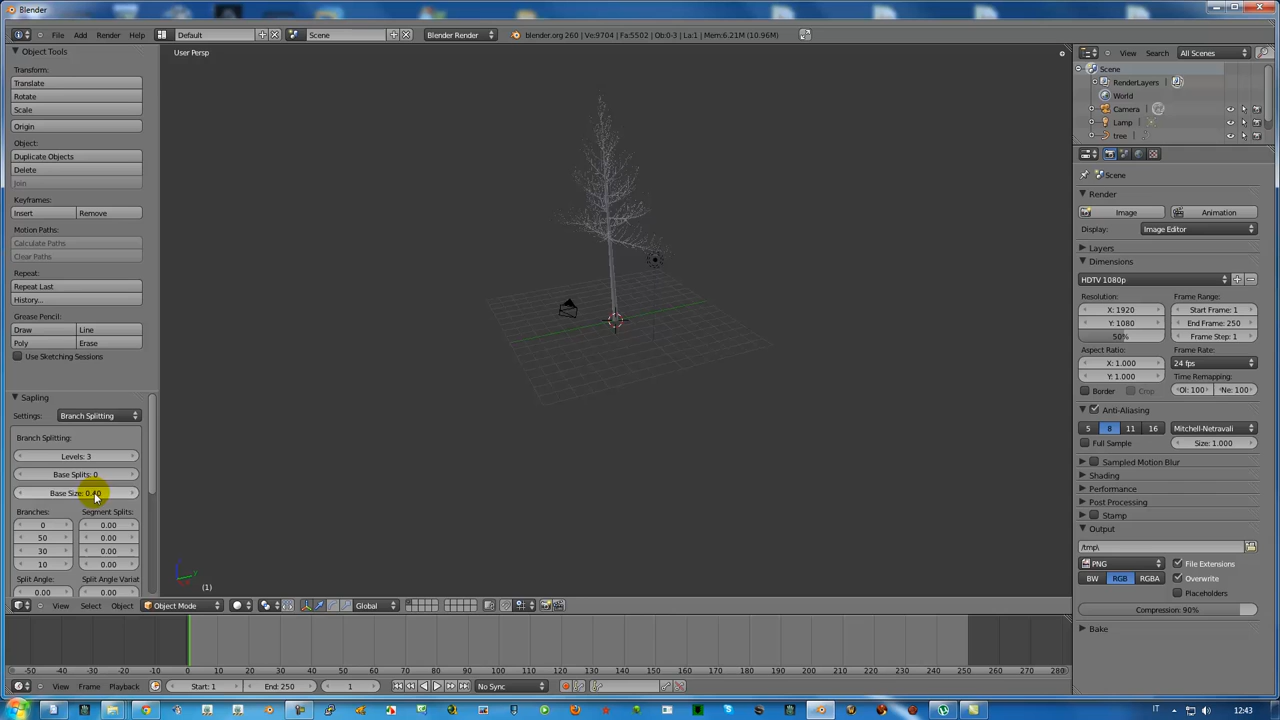 Blender
File Add Render Help
Default
Scene
Blender Render
blender.org 260 | Ve:9704 | Fa:5502 | Ob:0-3 | La:1 | Mem:6.21M (10.96M)
Object Tools
Transform:
Translate
Rotate
Scale
Origin
Object:
Duplicate Objects
Delete
Join
Keyframes:
Insert Remove
Motion Paths:
Calculate Paths
Clear Paths
Repeat:
Repeat Last
History...
Grease Pencil:
Draw Line
Poly Erase
Use Sketching Sessions
Sapling
Settings: Branch Splitting
Branch Splitting:
Levels: 3
Base Splits: 0
Base Size: 0.40
Branches: Segment Splits:
0 0.00
50 0.00
30 0.00
10 0.00
Split Angle: Split Angle Variat
0.00 0.00
User Persp
(1)
View Select Object
Object Mode
Global
-50 -40 -30 -20 -10 0 10 20 30 40 50 60 70 80 90 100 110 120 130 140 150 160 170 180 190 200 210 220 230 240 250 260 270 280
View Frame Playback
Start: 1
End: 250
1
No Sync
View Search All Scenes
Scene
RenderLayers
World
Camera
Lamp
tree
Scene
Render
Image Animation
Display: Image Editor
Layers
Dimensions
HDTV 1080p
Resolution: Frame Range:
X: 1920 Start Frame: 1
Y: 1080 End Frame: 250
50% Frame Step: 1
Aspect Ratio: Frame Rate:
X: 1.000 24 fps
Y: 1.000 Time Remapping:
Border Crop Ol: 100 Ne: 100
Anti-Aliasing
5 8 11 16 Mitchell-Netravali
Full Sample Size: 1.000
Sampled Motion Blur
Shading
Performance
Post Processing
Stamp
Output
/tmp\
PNG File Extensions
BW RGB RGBA Overwrite
Placeholders
Compression: 90%
Bake
IT 12:43